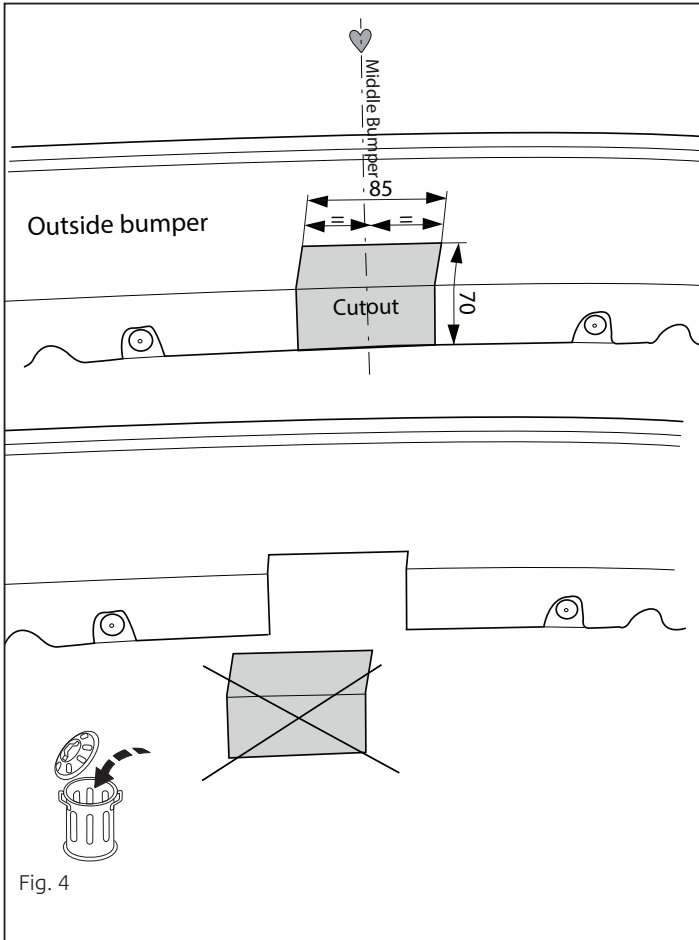 Middle Bumper
85
= =
Outside bumper
70
Cutout
Fig. 4